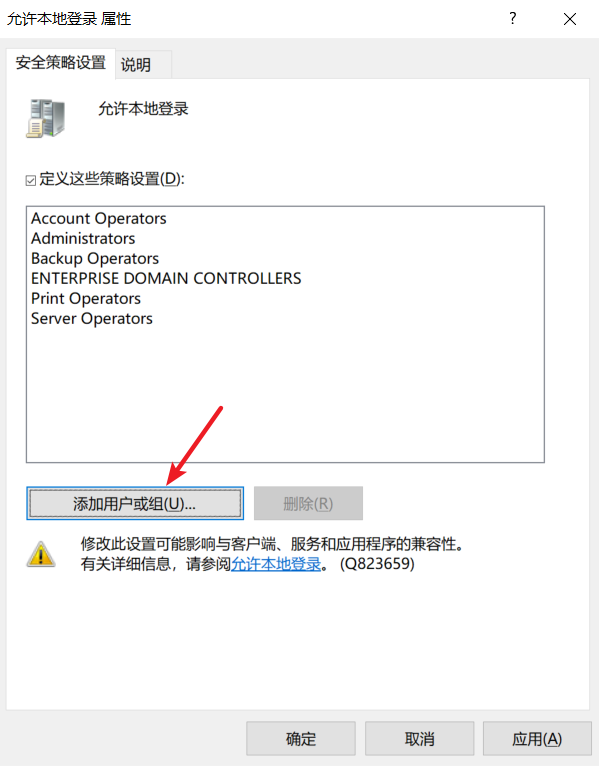 允许本地登录 属性
?
安全策略设置 说明
允许本地登录
定义这些策略设置(D):
Account Operators
Administrators
Backup Operators
ENTERPRISE DOMAIN CONTROLLERS
Print Operators
Server Operators
添加用户或组(U)... 删除(R)
修改此设置可能影响与客户端、服务和应用程序的兼容性。
有关详细信息，请参阅允许本地登录。 (Q823659)
确定 取消 应用(A)